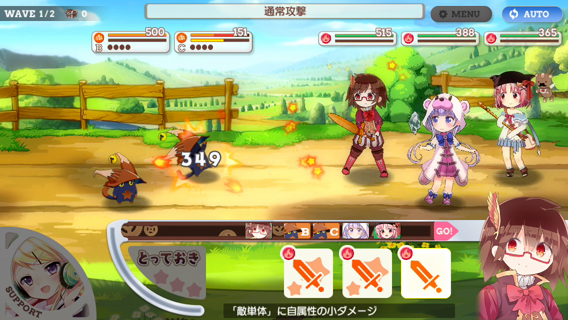 WAVE 1/2
0
通常攻撃
MENU
AUTO
500
B
151
C
515
388
365
349
B
C
GO!
とっておき
SUPPORT
「敵単体」に自属性の小ダメージ